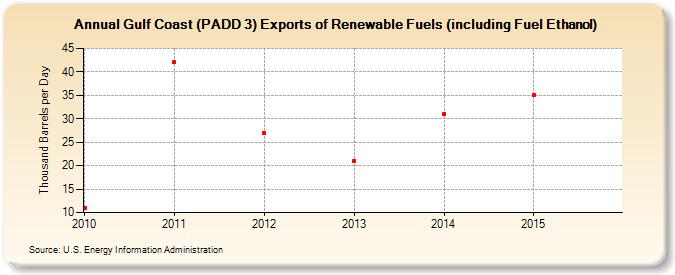 Annual Gulf Coast (PADD 3) Exports of Renewable Fuels (including Fuel Ethanol)
Thousand Barrels per Day
45
40
35
30
25
20
15
10
2010 2011 2012 2013 2014 2015
Source: U.S. Energy Information Administration